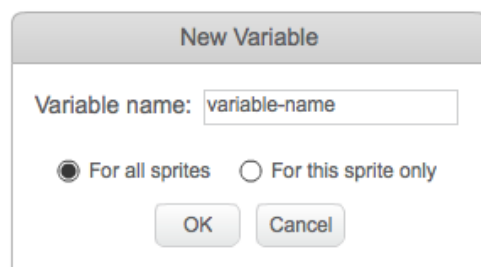 New Variable
Variable name: variable-name
For all sprites For this sprite only
OK Cancel